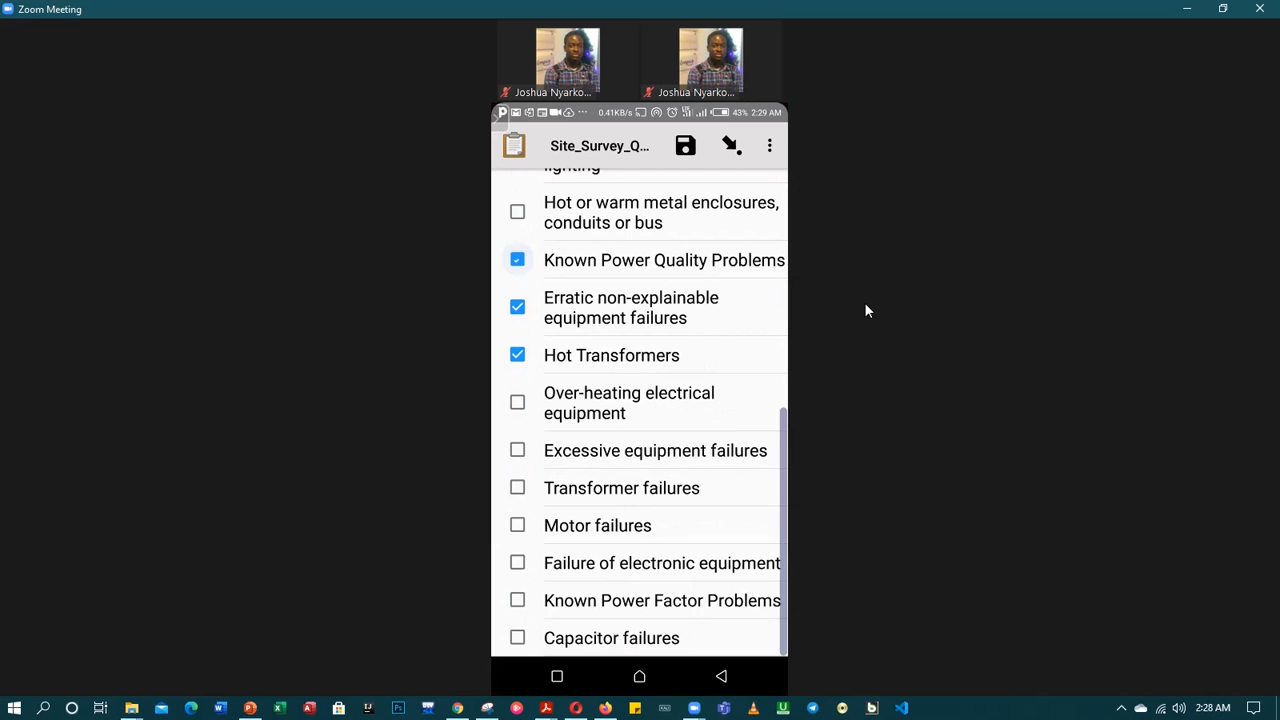 Zoom Meeting
Joshua Nyarko...
Joshua Nyarko...
0.41KB/s
43% 2:29 AM
Site_Survey_Q...
lighting
Hot or warm metal enclosures,
conduits or bus
Known Power Quality Problems
Erratic non-explainable
equipment failures
Hot Transformers
Over-heating electrical
equipment
Excessive equipment failures
Transformer failures
Motor failures
Failure of electronic equipment
Known Power Factor Problems
Capacitor failures
2:28 AM